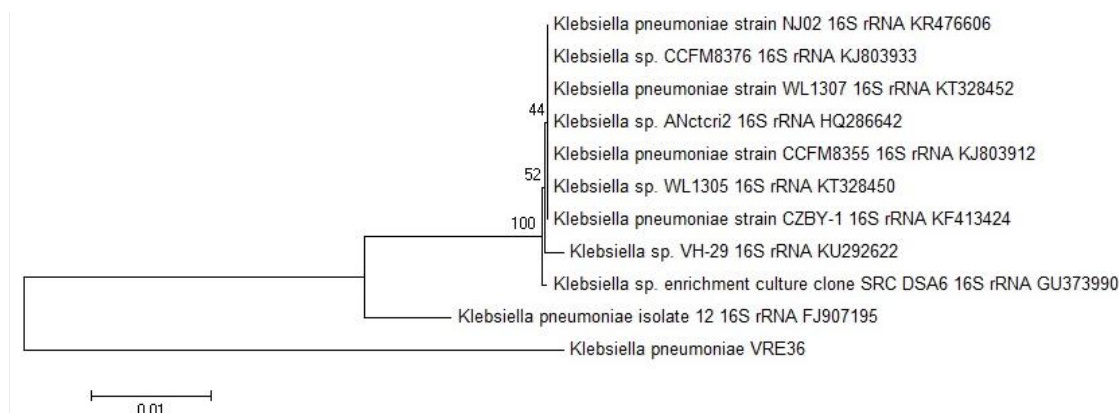 Klebsiella pneumoniae strain NJ02 16S rRNA KR476606
Klebsiella sp. CCFM8376 16S rRNA KJ803933
Klebsiella pneumoniae strain WL1307 16S rRNA KT328452
44
Klebsiella sp. ANctcri2 16S rRNA HQ286642
Klebsiella pneumoniae strain CCFM8355 16S rRNA KJ803912
52
Klebsiella sp. WL1305 16S rRNA KT328450
100
Klebsiella pneumoniae strain CZBY-1 16S rRNA KF413424
Klebsiella sp. VH-29 16S rRNA KU292622
Klebsiella sp. enrichment culture clone SRC DSA6 16S rRNA GU373990
Klebsiella pneumoniae isolate 12 16S rRNA FJ907195
Klebsiella pneumoniae VRE36
0.01